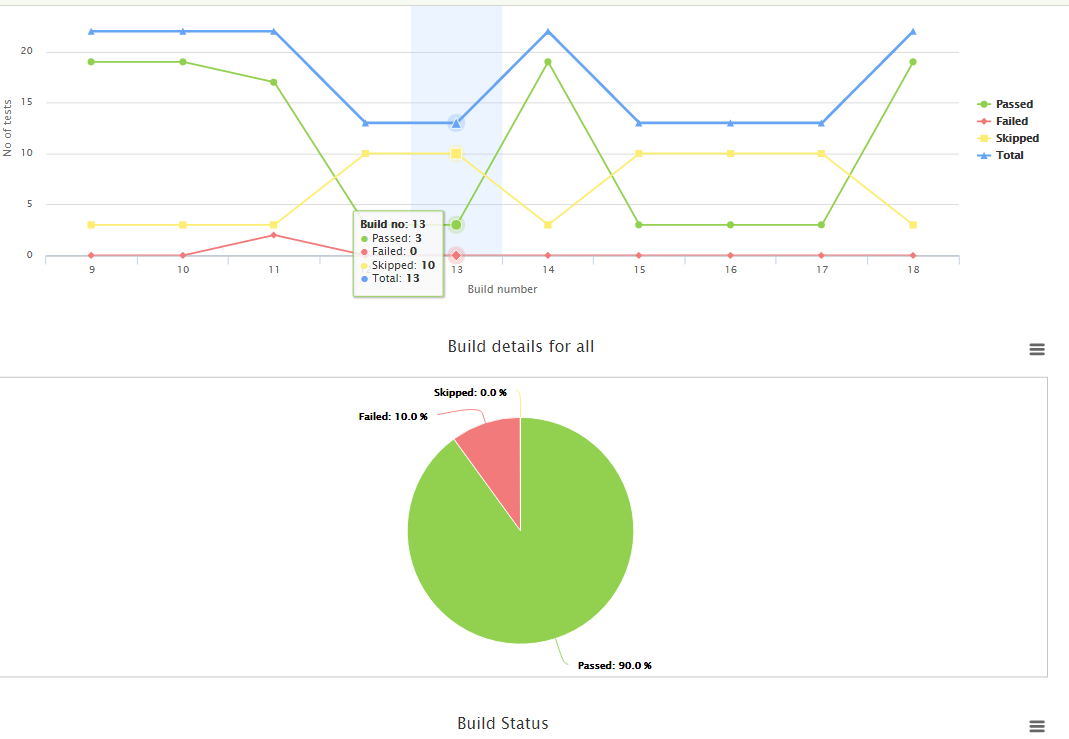 20
15
10
5
0
No of tests
9 10 11 13 14 15 16 17 18
Build number
Passed
Failed
Skipped
Total
Build no: 13
Passed: 3
Failed: 0
Skipped: 10
Total: 13
Build details for all
Skipped: 0.0 %
Failed: 10.0 %
Passed: 90.0 %
Build Status